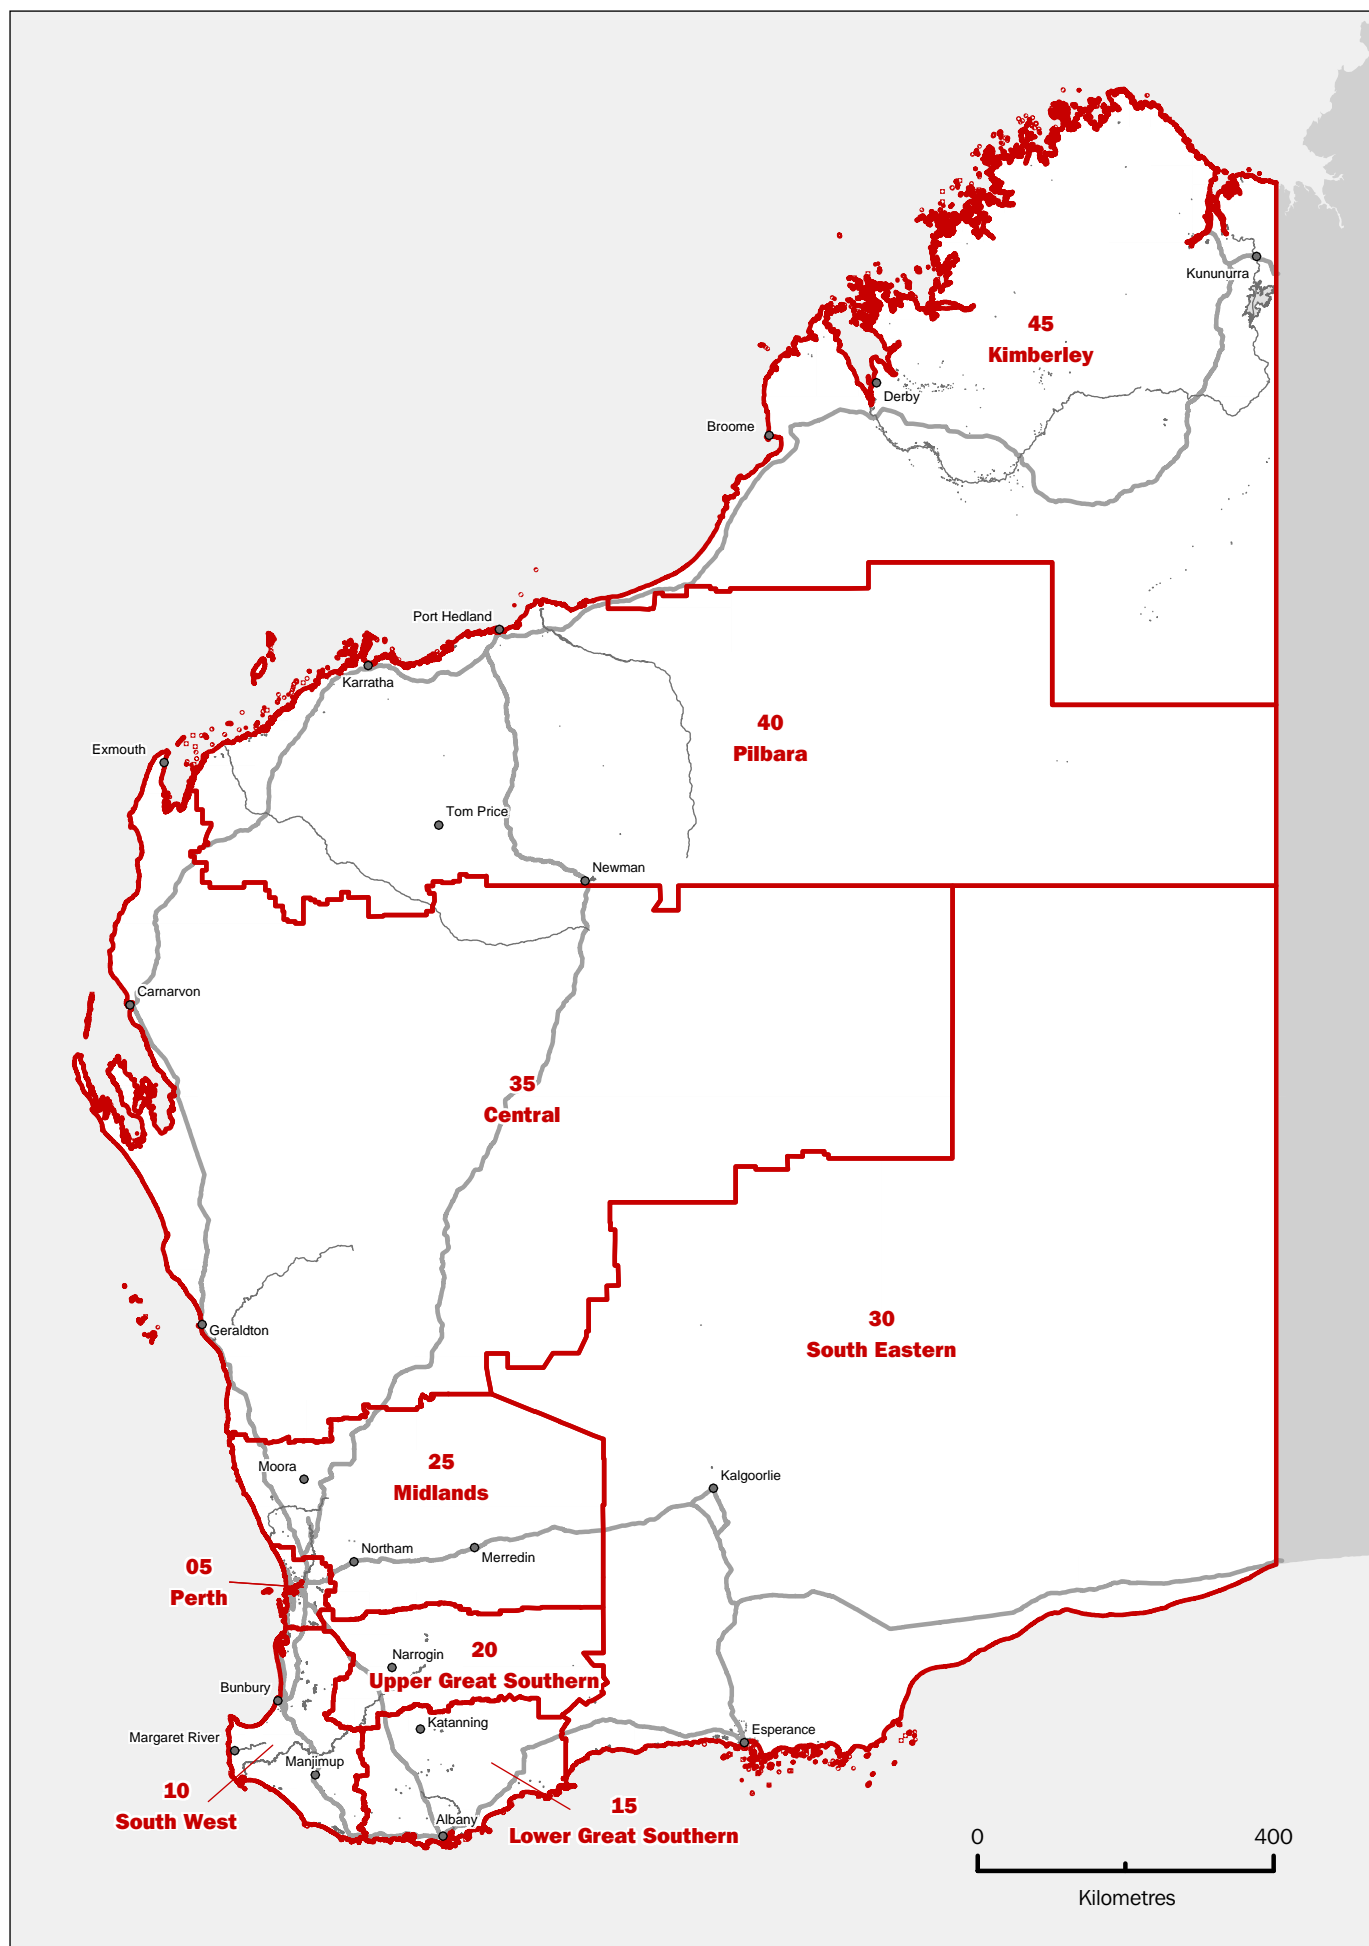 Kununurra
45
Kimberley
Derby
Broome
Port Hedland
Karratha
40
Pilbara
Exmouth
Tom Price
Newman
Carnarvon
35
Central
30
South Eastern
Geraldton
25
Midlands
Moora
Kalgoorlie
Northam
Merredin
05
Perth
20
Upper Great Southern
Narrogin
Bunbury
Katanning
Margaret River
Manjimup
Esperance
10
South West
15
Lower Great Southern
Albany
0 400
Kilometres